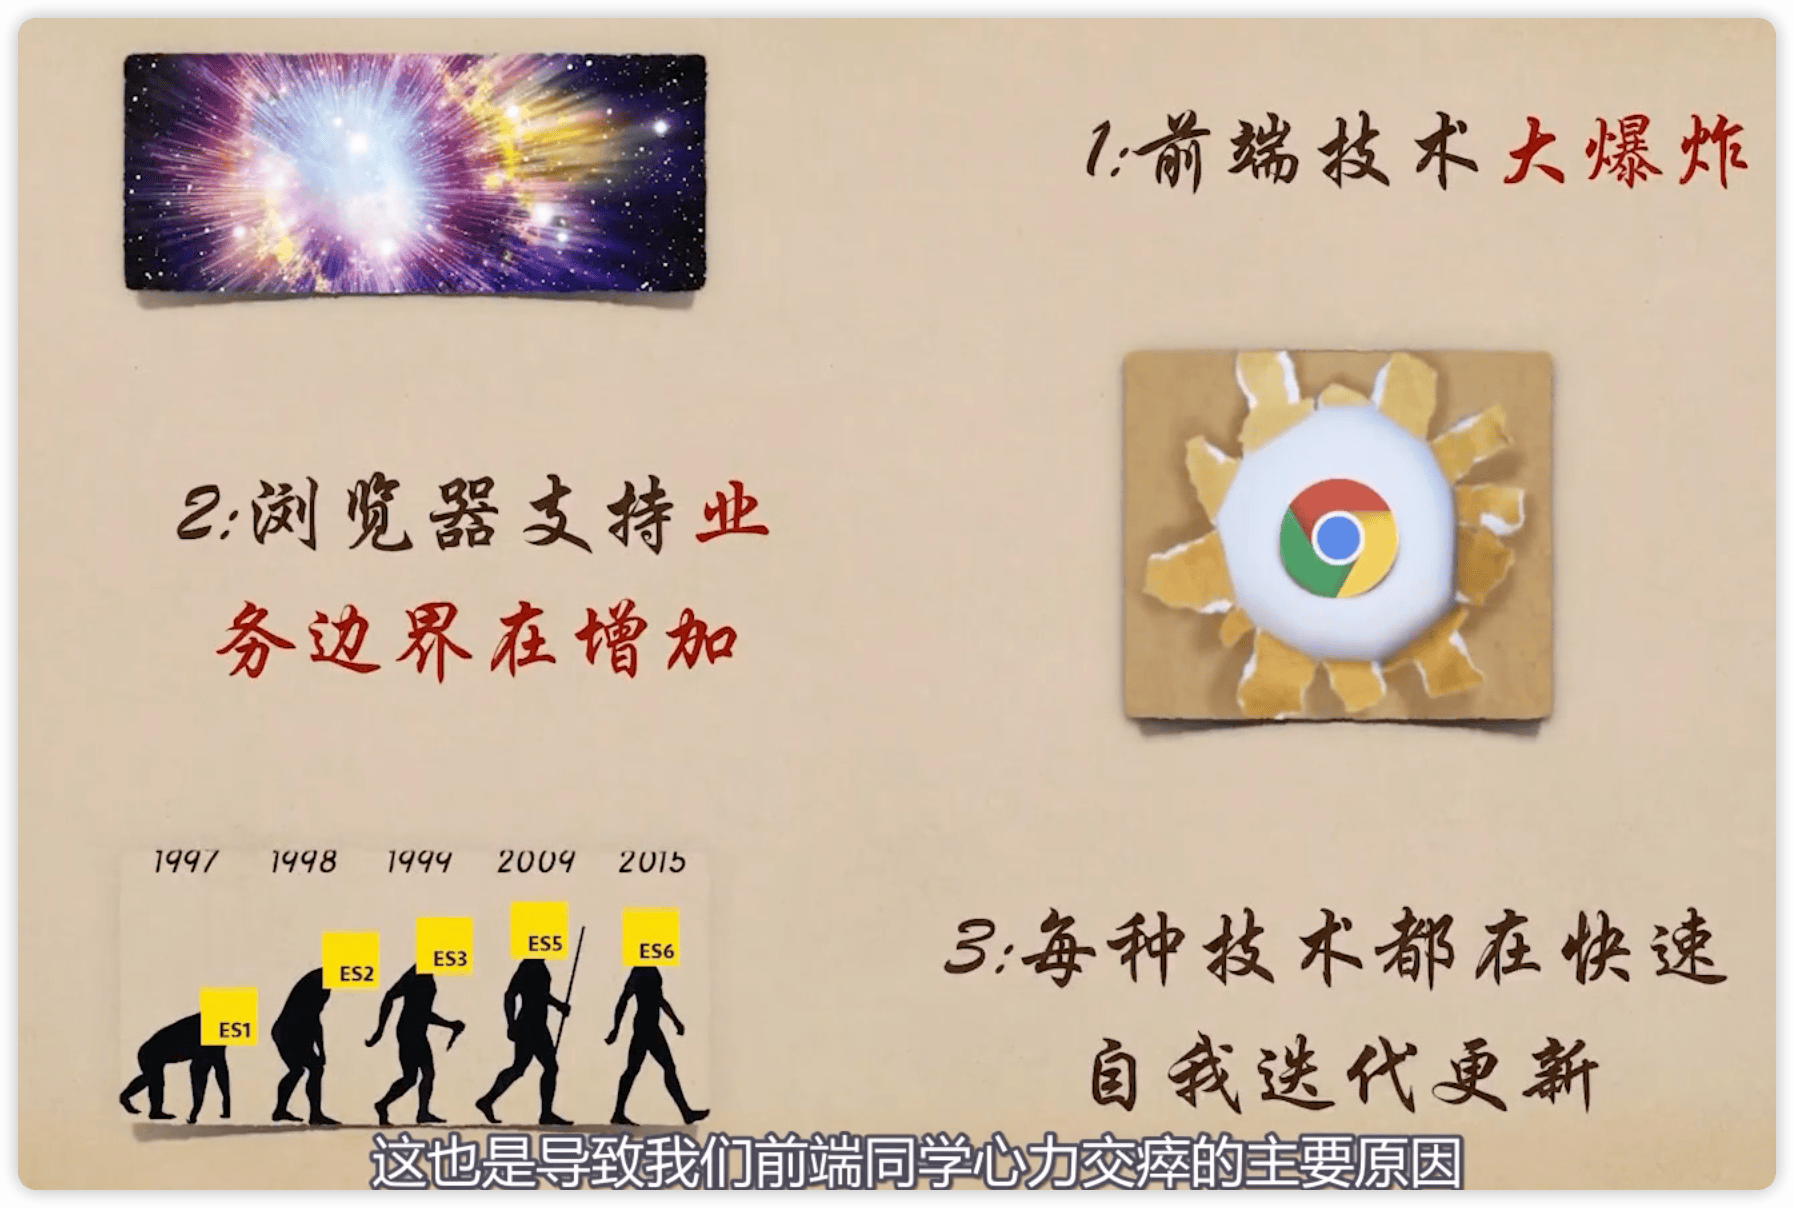 1:前端技术大爆炸
2:浏览器支持业
务边界在增加
1997 1998 1999 2009 2015
ES1 ES2 ES3 ES5 ES6
3:每种技术都在快速
自我迭代更新
这也是导致我们前端同学心力交瘁的主要原因